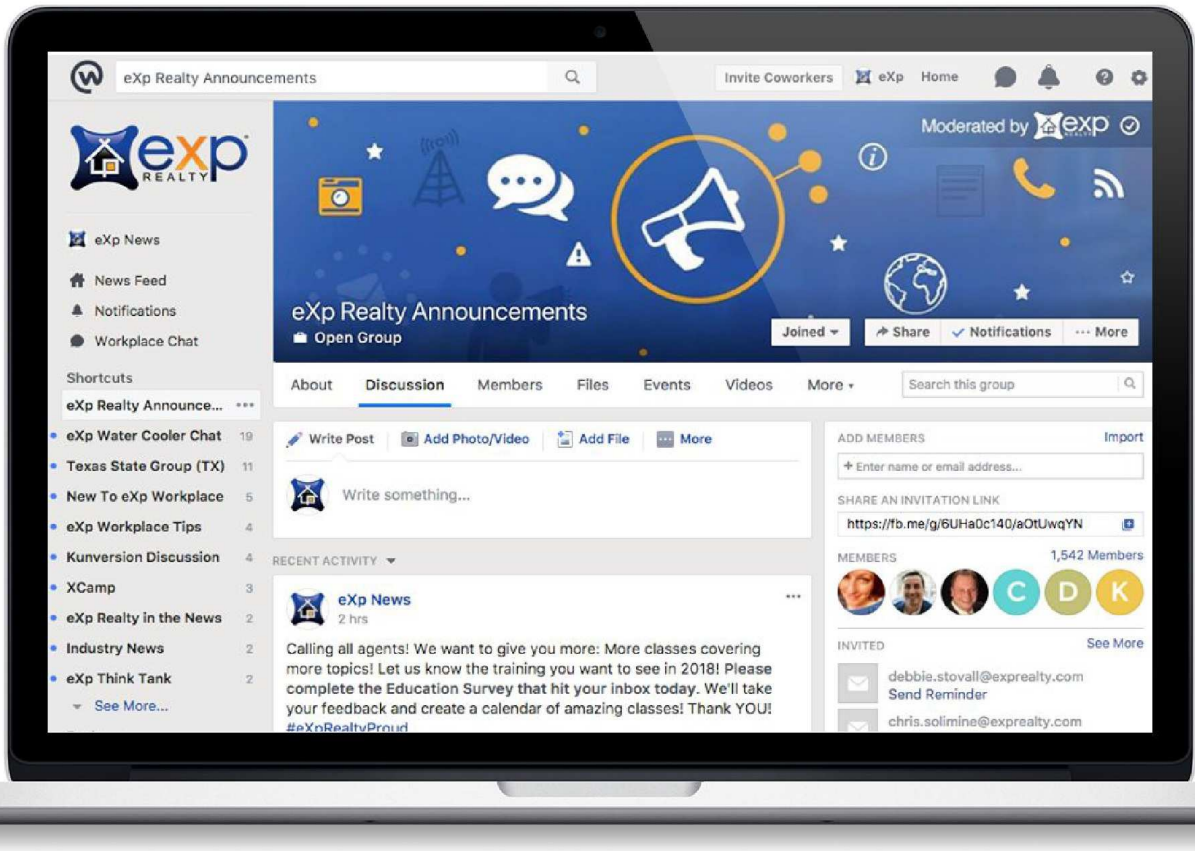 eXp Realty Announcements
Invite Coworkers
eXp
Home
exp
REALTY
Moderated by exp
REALTY
eXp News
News Feed
Notifications
Workplace Chat
Shortcuts
eXp Realty Announce...
eXp Water Cooler Chat 19
Texas State Group (TX) 11
New To eXp Workplace 5
eXp Workplace Tips 4
Kunversion Discussion 4
XCamp 3
eXp Realty in the News 2
Industry News 2
eXp Think Tank 2
See More...
eXp Realty Announcements
Open Group
Joined
Share
Notifications
More
About Discussion Members Files Events Videos More
Search this group
Write Post
Add Photo/Video
Add File
More
Write something...
RECENT ACTIVITY
eXp News
2 hrs
Calling all agents! We want to give you more: More classes covering
more topics! Let us know the training you want to see in 2018! Please
complete the Education Survey that hit your inbox today. We'll take
your feedback and create a calendar of amazing classes! Thank YOU!
#eXpRealtyProud
ADD MEMBERS Import
+ Enter name or email address...
SHARE AN INVITATION LINK
https://fb.me/g/6UHa0c140/aOtUwqYN
MEMBERS 1,542 Members
C D K
INVITED See More
debbie.stovall@exprealty.com
Send Reminder
chris.solimine@exprealty.com